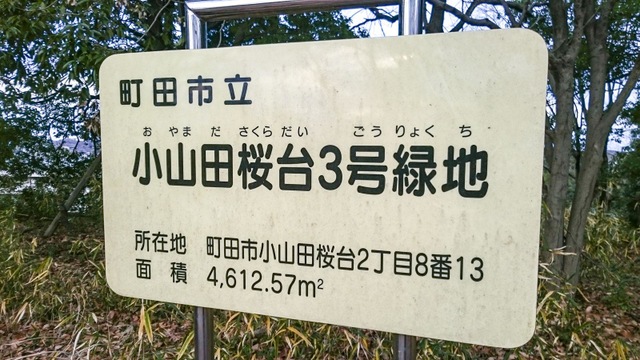 町田市立
おやまださくらだい ごうりょくち
小山田桜台3号緑地
所在地 町田市小山田桜台2丁目8番13
面積 4,612.57m²